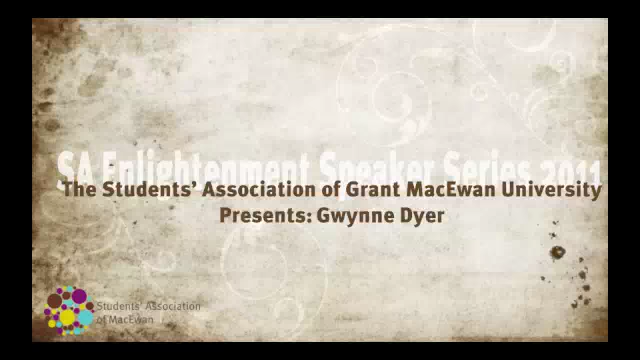 SA Enlightenment Speaker Series 2011
The Students’ Association of Grant MacEwan University
Presents: Gwynne Dyer
Students’ Association
of MacEwan